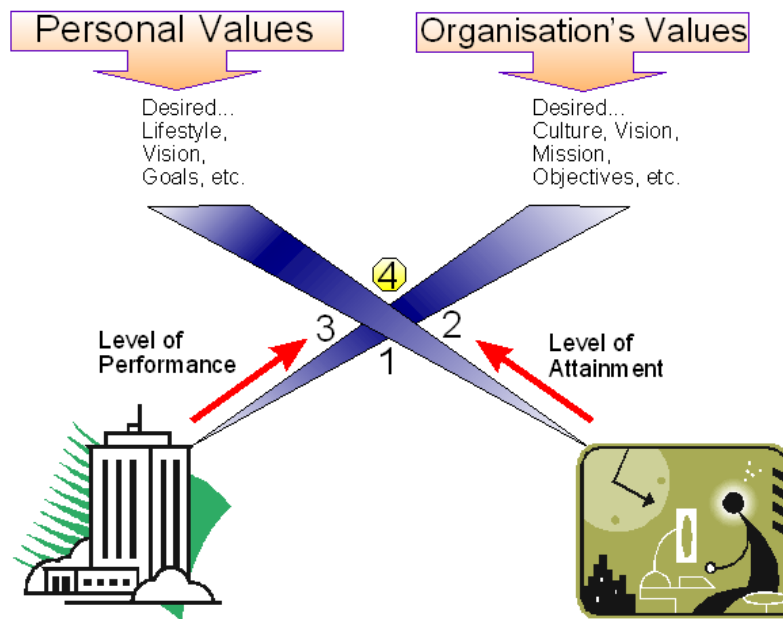 Personal Values
Organisation's Values
Desired...
Lifestyle,
Vision,
Goals, etc.
Desired...
Culture, Vision,
Mission,
Objectives, etc.
4
3
2
1
Level of
Performance
Level of
Attainment